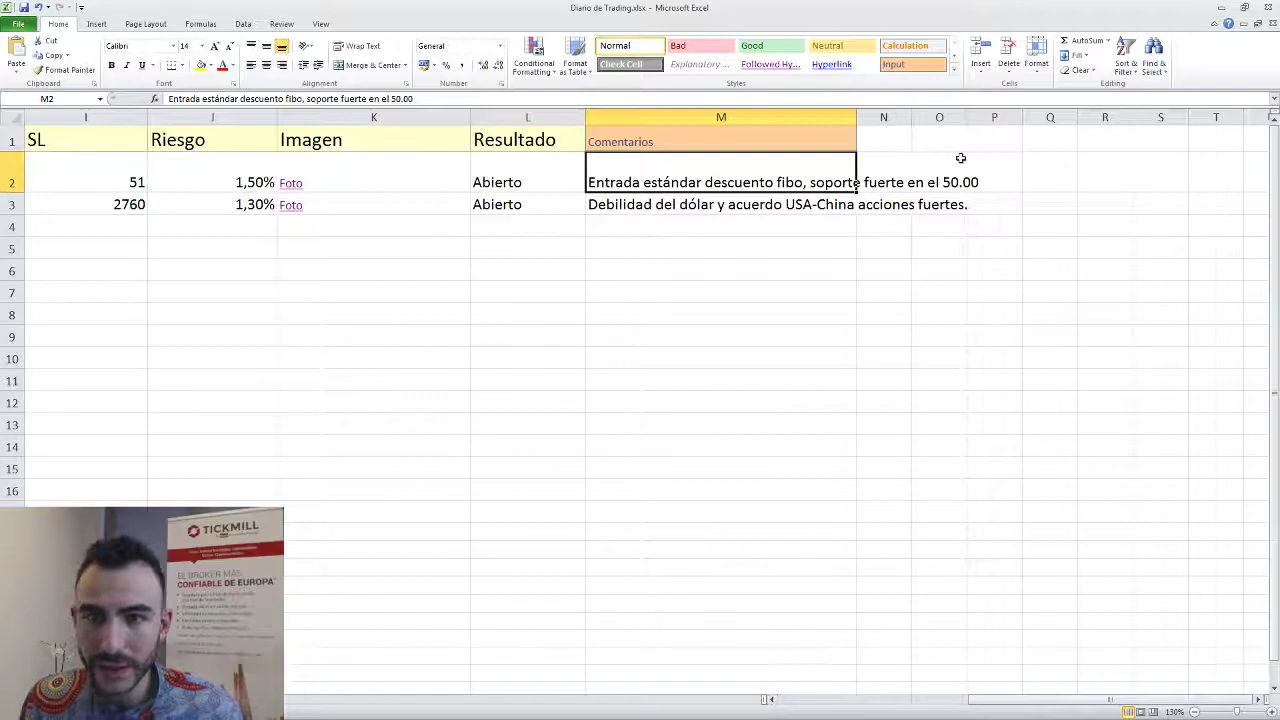 Diario de Trading.xlsx - Microsoft Excel
File Home Insert Page Layout Formulas Data Review View
Cut
Copy
Format Painter
Paste
Clipboard
Calibri 14
Font
Wrap Text
Merge & Center
Alignment
General
Number
Conditional Formatting
Format as Table
Normal Bad Good Neutral Calculation
Check Cell Explanatory ... Followed Hy... Hyperlink Input
Styles
Insert Delete Format
Cells
AutoSum
Fill
Clear
Sort & Filter
Find & Select
Editing
M2 fx Entrada estándar descuento fibo, soporte fuerte en el 50.00
I J K L M N O P Q R S T
1 SL Riesgo Imagen Resultado Comentarios
2 51 1,50% Foto Abierto Entrada estándar descuento fibo, soporte fuerte en el 50.00
3 2760 1,30% Foto Abierto Debilidad del dólar y acuerdo USA-China acciones fuertes.
4
5
6
7
8
9
10
11
12
13
14
15
16
TICKMILL
EL BROKER MÁS
CONFIABLE DE EUROPA*
130%